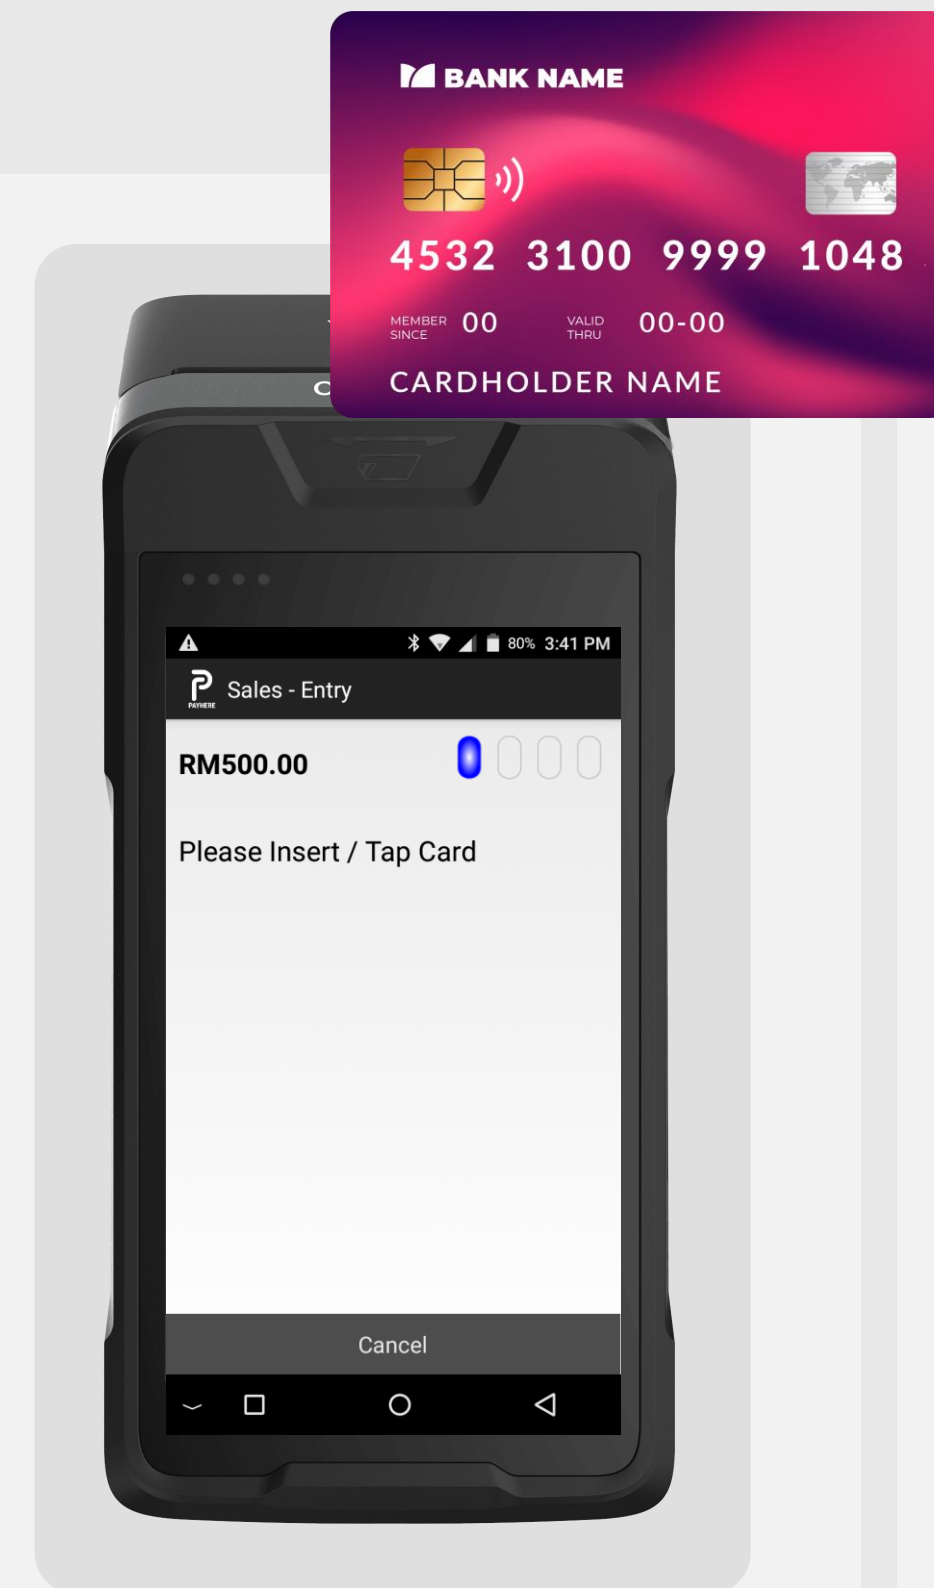 BANK NAME
4532 3100 9999 1048
MEMBER SINCE 00 VALID THRU 00-00
CARDHOLDER NAME
80% 3:41 PM
PAYHERE
Sales - Entry
RM500.00
Please Insert / Tap Card
Cancel